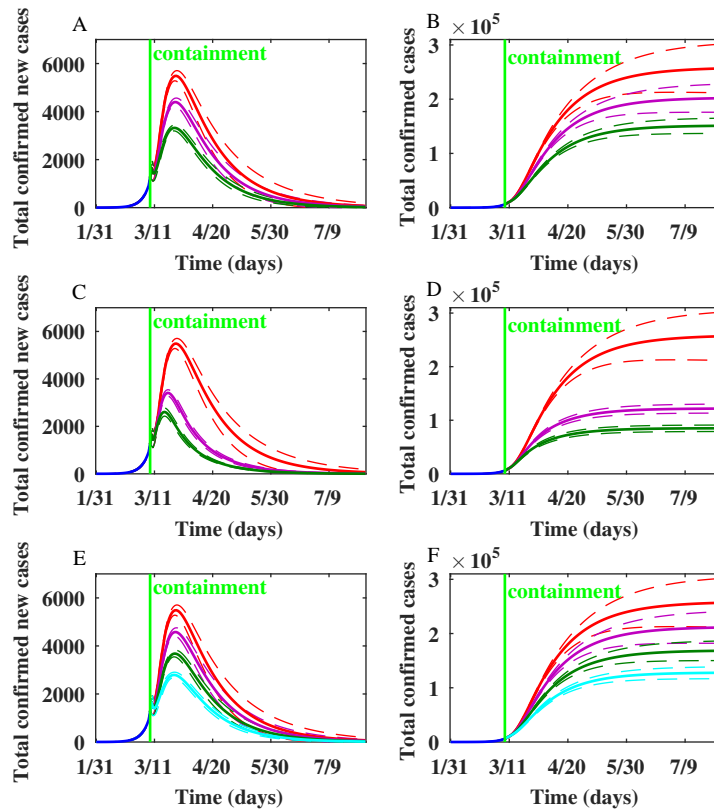 A
Total confirmed new cases
6000
4000
2000
0
containment
1/31 3/11 4/20 5/30 7/9
Time (days)
B
× 10^5
Total confirmed cases
3
2
1
0
containment
1/31 3/11 4/20 5/30 7/9
Time (days)
C
Total confirmed new cases
6000
4000
2000
0
containment
1/31 3/11 4/20 5/30 7/9
Time (days)
D
× 10^5
Total confirmed cases
3
2
1
0
containment
1/31 3/11 4/20 5/30 7/9
Time (days)
E
Total confirmed new cases
6000
4000
2000
0
containment
1/31 3/11 4/20 5/30 7/9
Time (days)
F
× 10^5
Total confirmed cases
3
2
1
0
containment
1/31 3/11 4/20 5/30 7/9
Time (days)